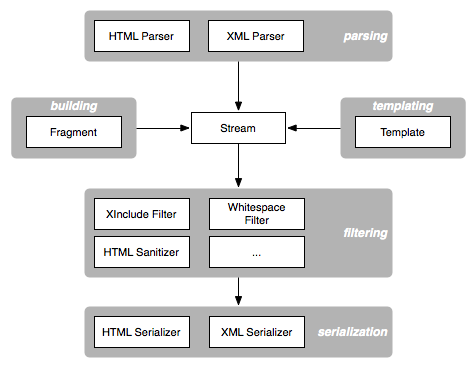 HTML Parser
XML Parser
parsing
building
Fragment
Stream
templating
Template
XInclude Filter
Whitespace
Filter
HTML Sanitizer
...
filtering
HTML Serializer
XML Serializer
serialization